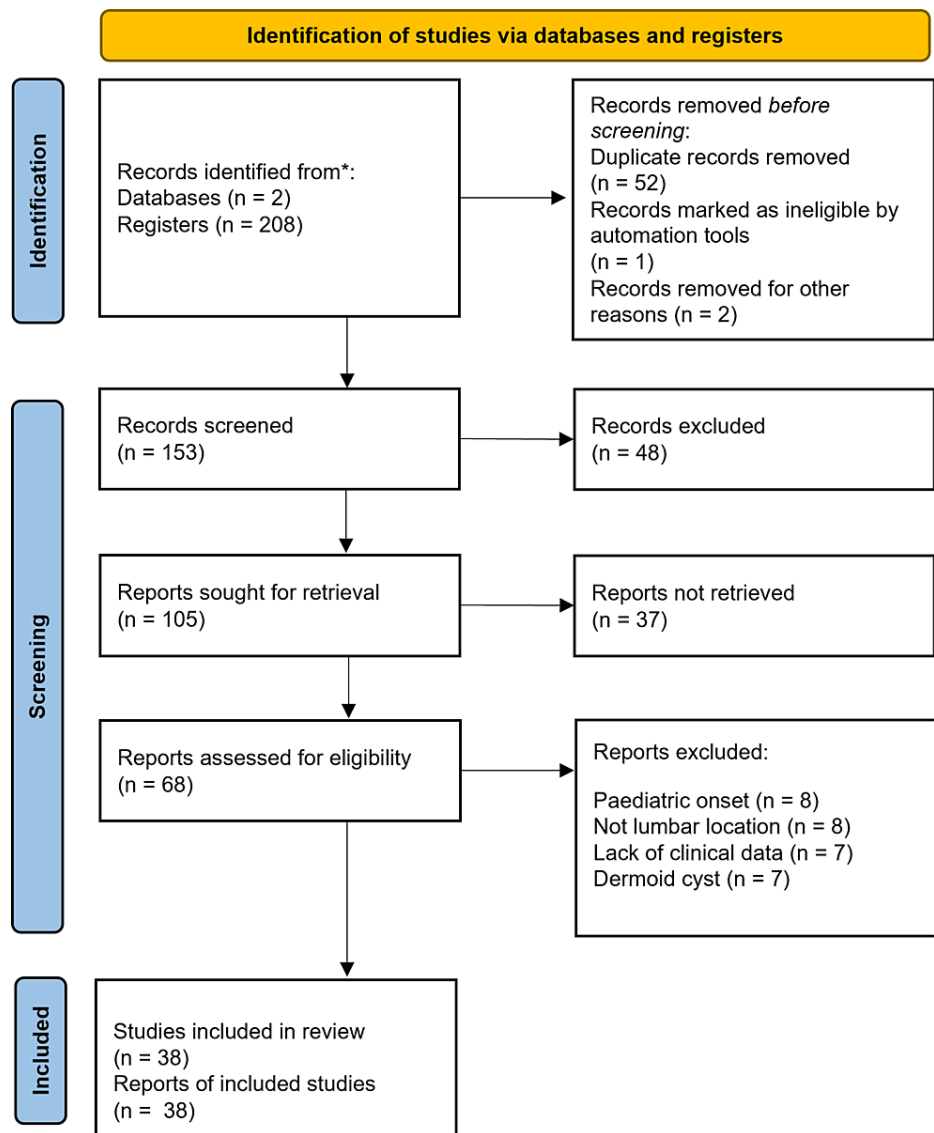 Identification of studies via databases and registers
Identification
Records identified from*:
Databases (n = 2)
Registers (n = 208)
Records removed before
screening:
Duplicate records removed
(n = 52)
Records marked as ineligible by
automation tools
(n = 1)
Records removed for other
reasons (n = 2)
Screening
Records screened
(n = 153)
Records excluded
(n = 48)
Reports sought for retrieval
(n = 105)
Reports not retrieved
(n = 37)
Reports assessed for eligibility
(n = 68)
Reports excluded:
Paediatric onset (n = 8)
Not lumbar location (n = 8)
Lack of clinical data (n = 7)
Dermoid cyst (n = 7)
Included
Studies included in review
(n = 38)
Reports of included studies
(n = 38)